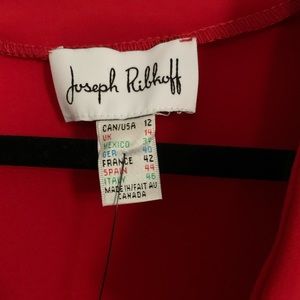 Joseph Ribkoff
CAN/USA 12
UK 14
MEXICO
GER 40
FRANCE 42
SPAIN 44
ITALY 46
MADE IN/FAIT AU
CANADA